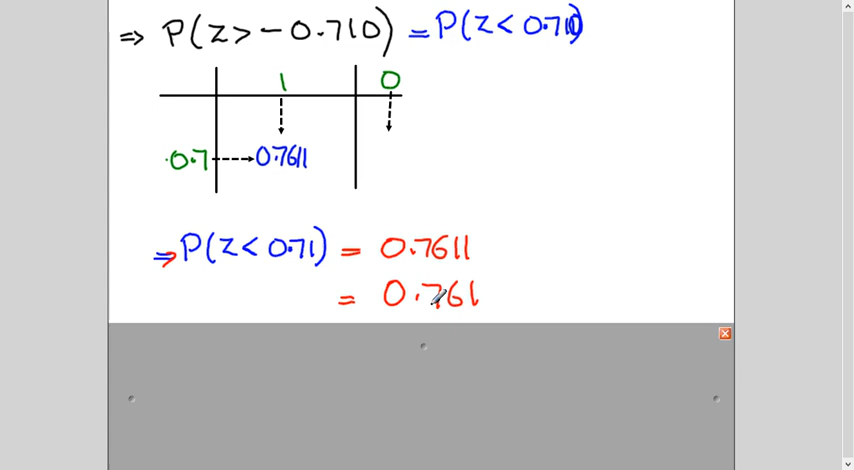 ⇒ P(Z > -0.710) = P(Z < 0.710)
1 0
0.7 0.7611
⇒ P(Z < 0.71) = 0.7611
= 0.761